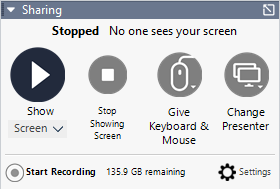 Sharing
Stopped No one sees your screen
Show
Screen
Stop
Showing
Screen
Give
Keyboard &
Mouse
Change
Presenter
Start Recording 135.9 GB remaining Settings